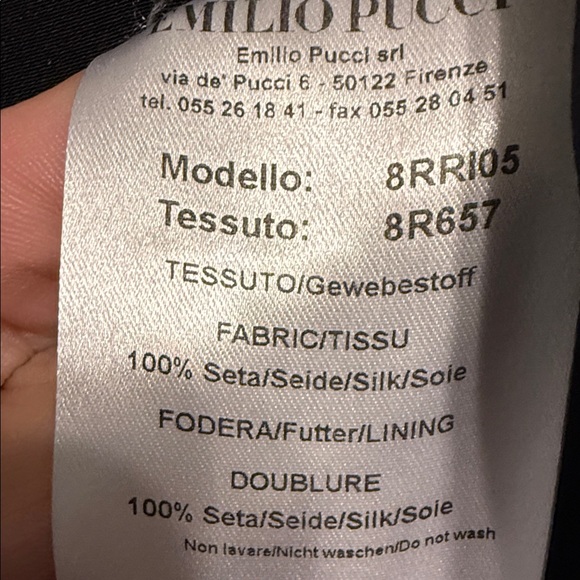 EMILIO PUCCI
Emilio Pucci srl
via de' Pucci 6 - 50122 Firenze
tel. 055 26 18 41 - fax 055 28 04 51
Modello: 8RRI05
Tessuto: 8R657
TESSUTO/Gewebestoff
FABRIC/TISSU
100% Seta/Seide/Silk/Soie
FODERA/Futter/LINING
DOUBLURE
100% Seta/Seide/Silk/Soie
Non lavare/Nicht waschen/Do not wash